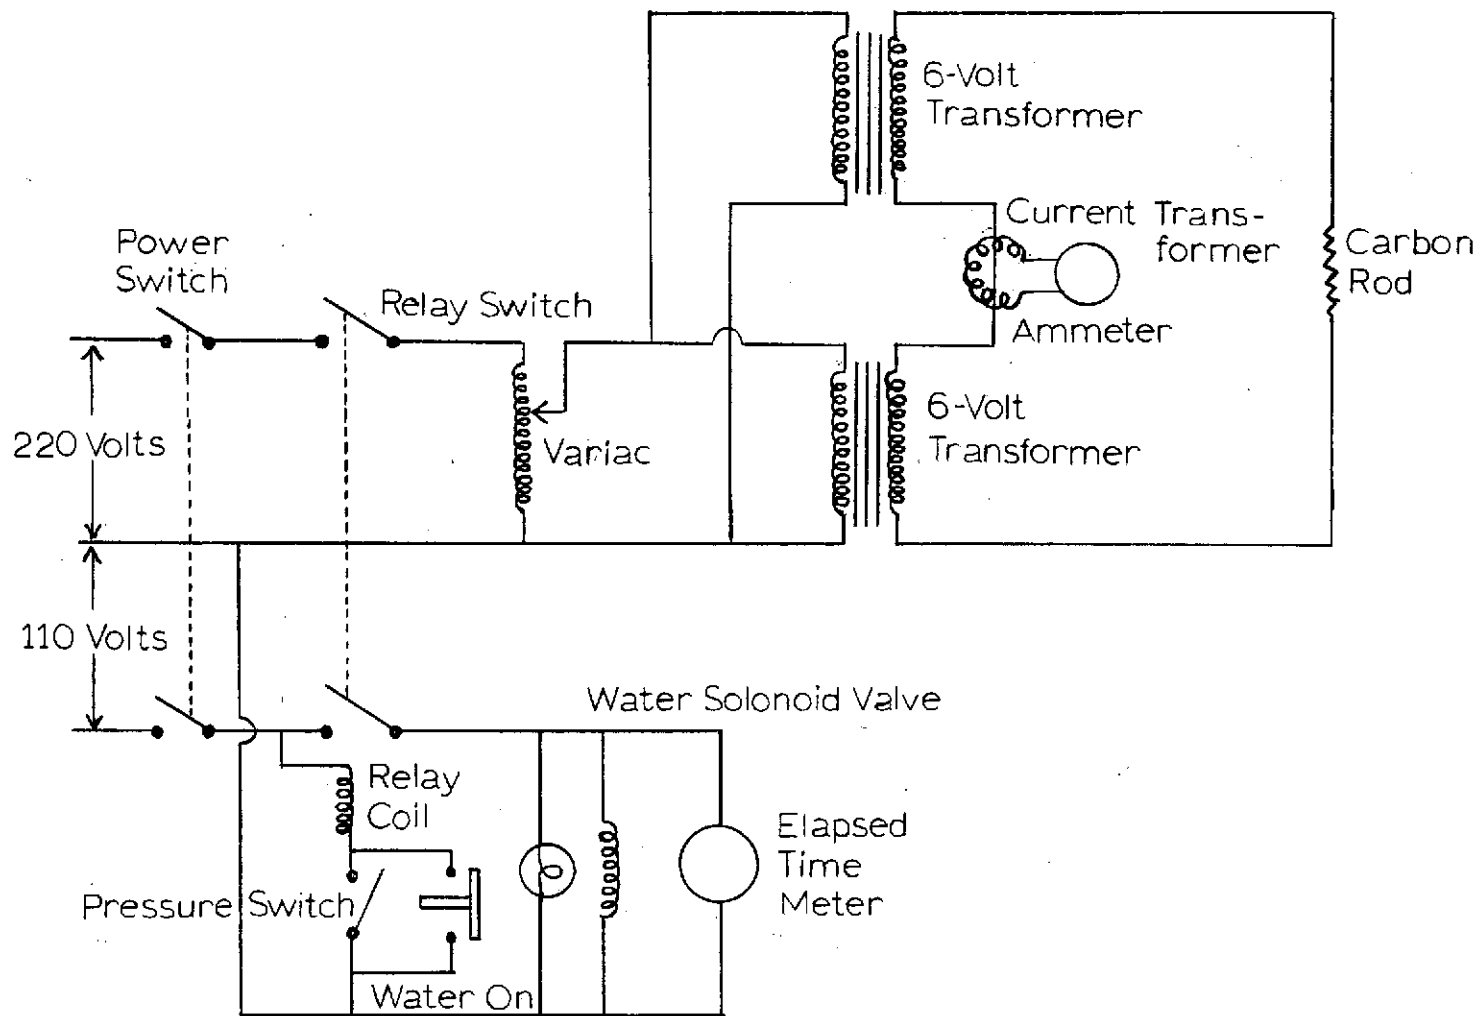 6-Volt
Transformer
Current Trans-
former
Ammeter
Carbon
Rod
Power
Switch
Relay Switch
220 Volts
Variac
6-Volt
Transformer
110 Volts
Water Solonoid Valve
Relay
Coil
Elapsed
Time
Meter
Pressure Switch
Water On